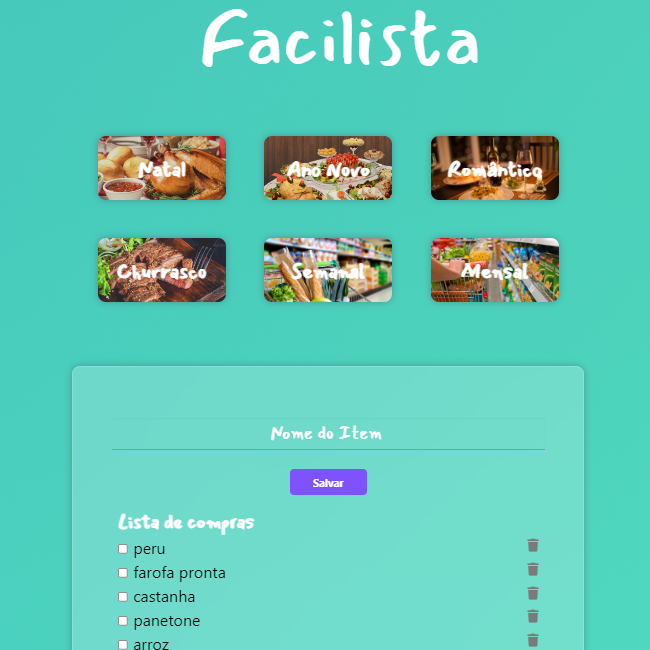 Facilista
Natal
Ano Novo
Romântico
Churrasco
Semanal
Mensal
Nome do Item
Salvar
Lista de compras
peru
farofa pronta
castanha
panetone
arroz